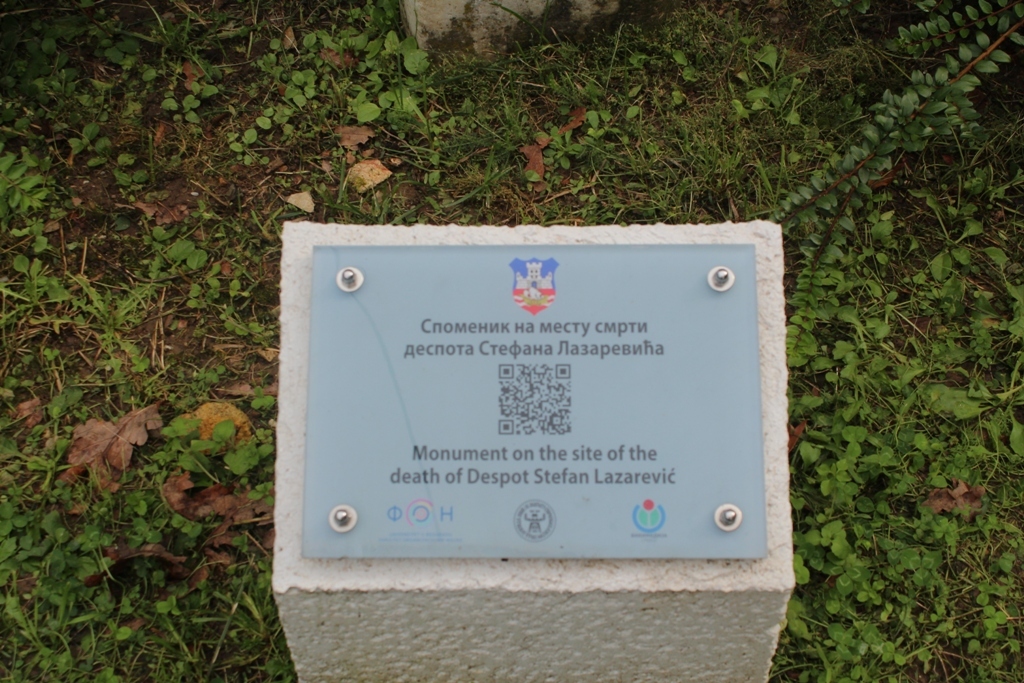 Споменик на месту смрти
деспота Стефана Лазаревића
Monument on the site of the
death of Despot Stefan Lazarević
ФОН